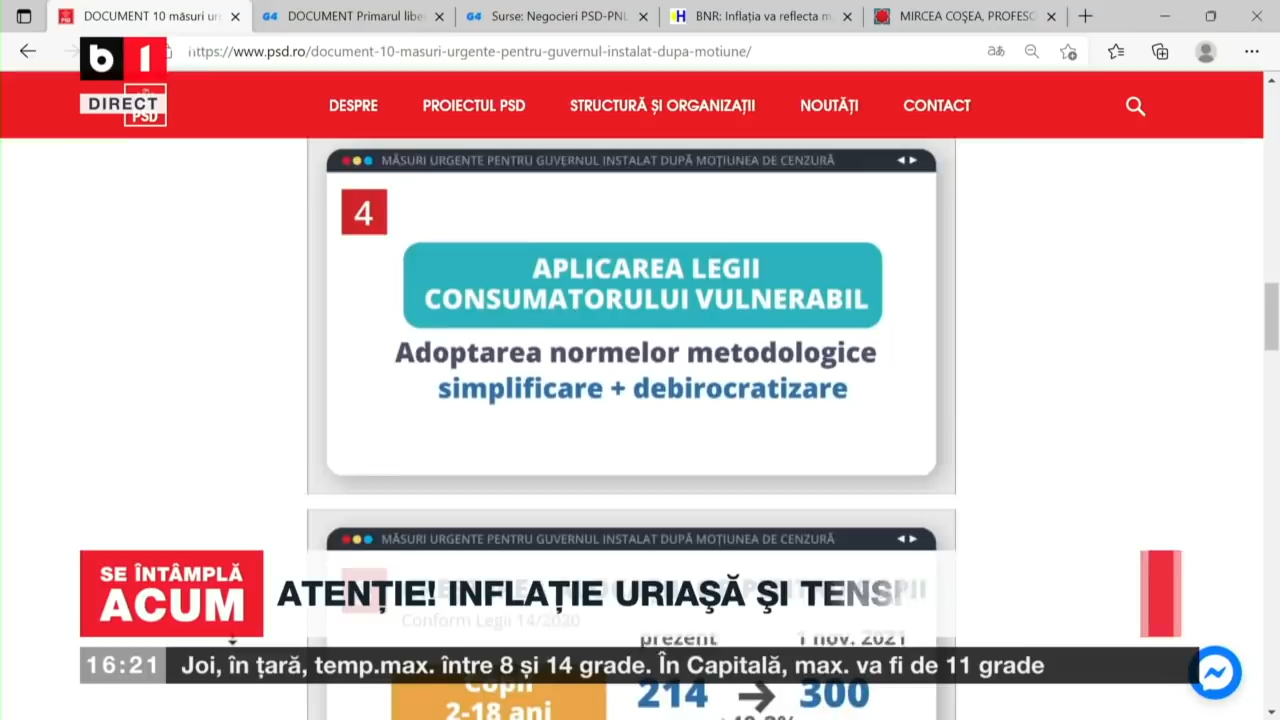 DOCUMENT 10 măsuri ur
DOCUMENT Primarul libe
Surse: Negocieri PSD-PNL
BNR: Inflația va reflecta m
MIRCEA COȘEA, PROFESO
https://www.psd.ro/document-10-masuri-urgente-pentru-guvernul-instalat-dupa-motiune/
b1
DIRECT
PSD
DESPRE
PROIECTUL PSD
STRUCTURĂ ȘI ORGANIZAȚII
NOUTĂȚI
CONTACT
MĂSURI URGENTE PENTRU GUVERNUL INSTALAT DUPĂ MOȚIUNEA DE CENZURĂ
4
APLICAREA LEGII
CONSUMATORULUI VULNERABIL
Adoptarea normelor metodologice
simplificare + debirocratizare
MĂSURI URGENTE PENTRU GUVERNUL INSTALAT DUPĂ MOȚIUNEA DE CENZURĂ
SE ÎNTÂMPLĂ
ACUM
ATENȚIE! INFLAȚIE URIAŞĂ ŞI TENS
Conform Legii 14/2020
prezent
1 nov. 2021
16:21
Joi, în țară, temp.max. între 8 și 14 grade. În Capitală, max. va fi de 11 grade
Copii
2-18 ani
214 → 300